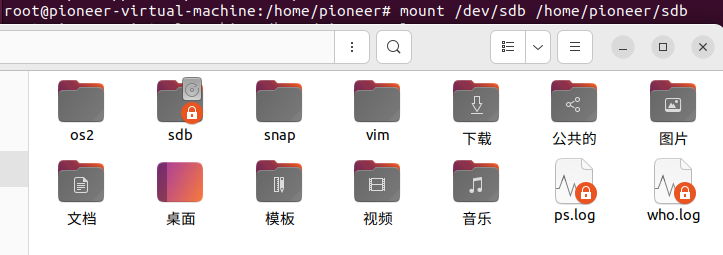 root@pioneer-virtual-machine:/home/pioneer# mount /dev/sdb /home/pioneer/sdb
os2 sdb snap vim 下载 公共的 图片
文档 桌面 模板 视频 音乐 ps.log who.log